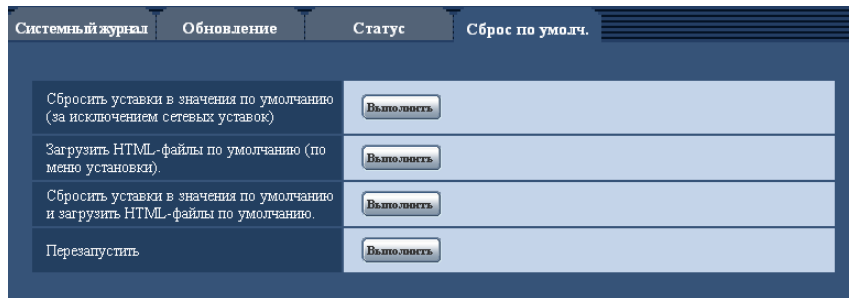 Системный журнал
Обновление
Статус
Сброс по умолч.
Сбросить уставки в значения по умолчанию
(за исключением сетевых уставок)
Выполнить
Загрузить HTML-файлы по умолчанию (по
меню установки).
Выполнить
Сбросить уставки в значения по умолчанию
и загрузить HTML-файлы по умолчанию.
Выполнить
Перезапустить
Выполнить